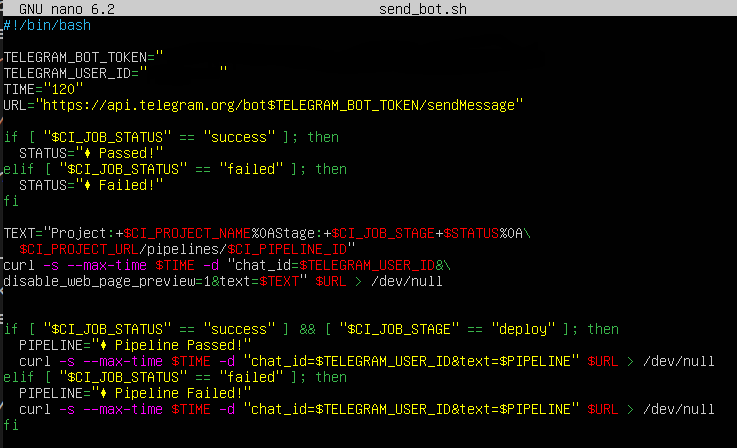 GNU nano 6.2 send_bot.sh
#!/bin/bash
TELEGRAM_BOT_TOKEN="
TELEGRAM_USER_ID=" "
TIME="120"
URL="https://api.telegram.org/bot$TELEGRAM_BOT_TOKEN/sendMessage"
if [ "$CI_JOB_STATUS" == "success" ]; then
STATUS="♦ Passed!"
elif [ "$CI_JOB_STATUS" == "failed" ]; then
STATUS="♦ Failed!"
fi
TEXT="Project:+$CI_PROJECT_NAME%0AStage:+$CI_JOB_STAGE+$STATUS%0A\
$CI_PROJECT_URL/pipelines/$CI_PIPELINE_ID"
curl -s --max-time $TIME -d "chat_id=$TELEGRAM_USER_ID&\
disable_web_page_preview=1&text=$TEXT" $URL > /dev/null
if [ "$CI_JOB_STATUS" == "success" ] && [ "$CI_JOB_STAGE" == "deploy" ]; then
PIPELINE="♦ Pipeline Passed!"
curl -s --max-time $TIME -d "chat_id=$TELEGRAM_USER_ID&text=$PIPELINE" $URL > /dev/null
elif [ "$CI_JOB_STATUS" == "failed" ]; then
PIPELINE="♦ Pipeline Failed!"
curl -s --max-time $TIME -d "chat_id=$TELEGRAM_USER_ID&text=$PIPELINE" $URL > /dev/null
fi